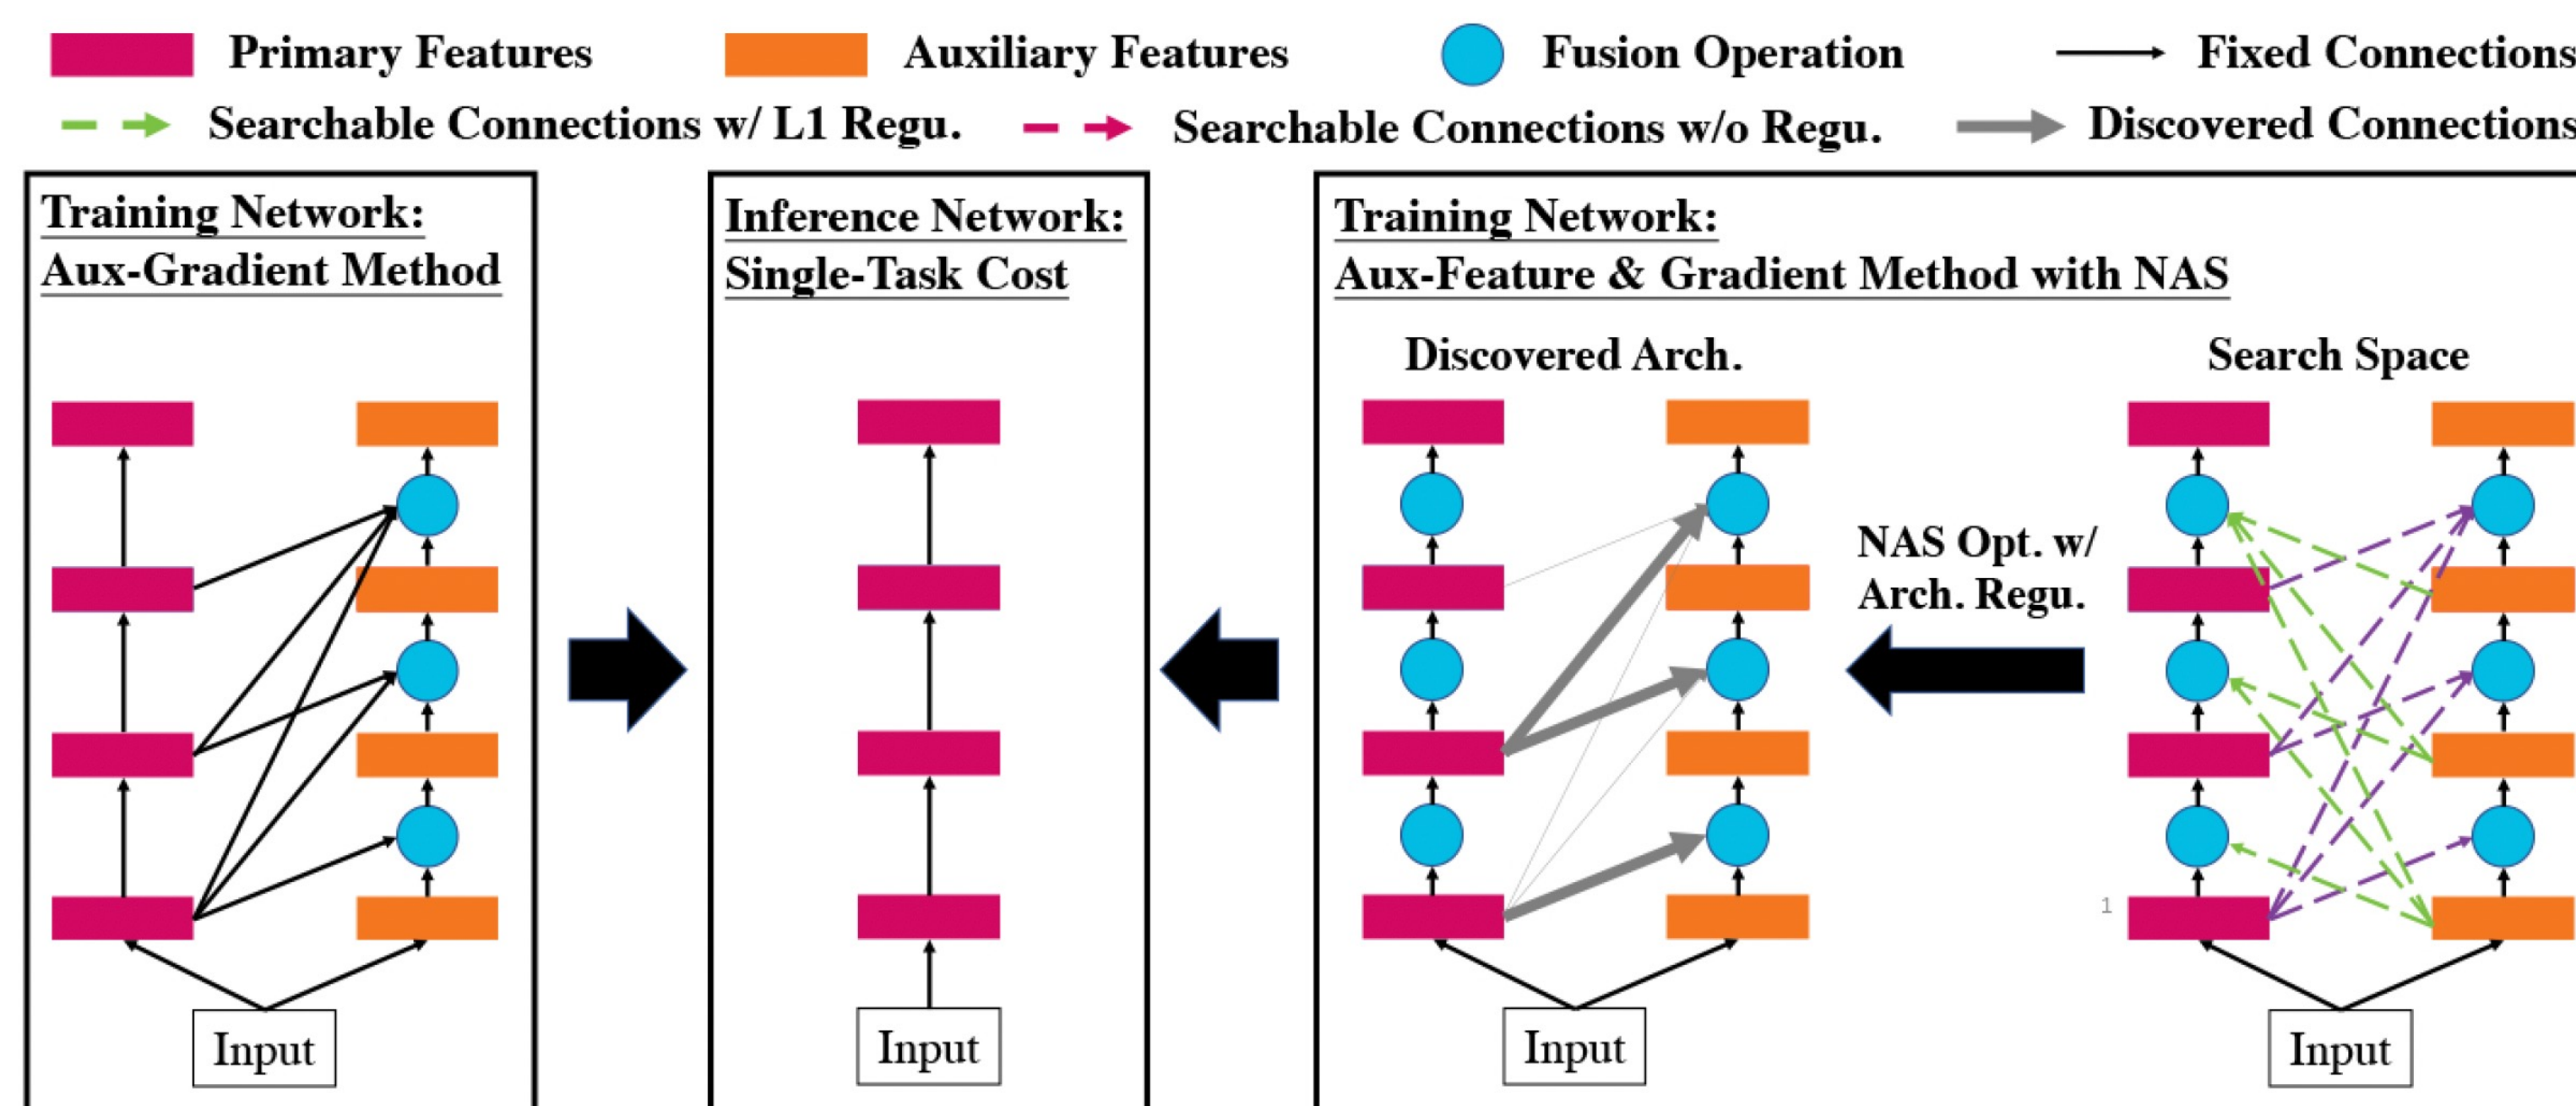 Primary Features
Auxiliary Features
Fusion Operation
Fixed Connections
Searchable Connections w/ L1 Regu.
Searchable Connections w/o Regu.
Discovered Connections
Training Network:
Aux-Gradient Method
Input
Inference Network:
Single-Task Cost
Input
Training Network:
Aux-Feature & Gradient Method with NAS
Discovered Arch.
Input
NAS Opt. w/
Arch. Regu.
Search Space
1
Input